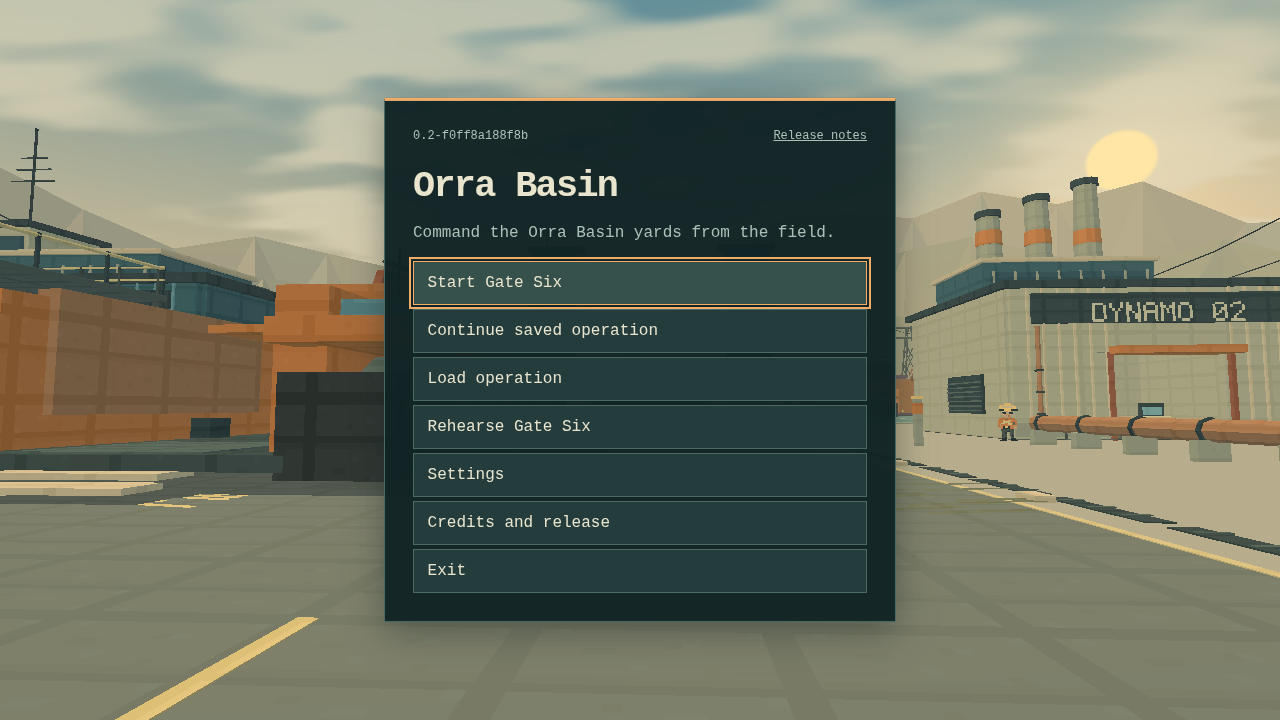 0.2-f0ff8a188f8b
Release notes
Orra Basin
Command the Orra Basin yards from the field.
Start Gate Six
Continue saved operation
Load operation
Rehearse Gate Six
Settings
Credits and release
Exit
DYNAMO 02